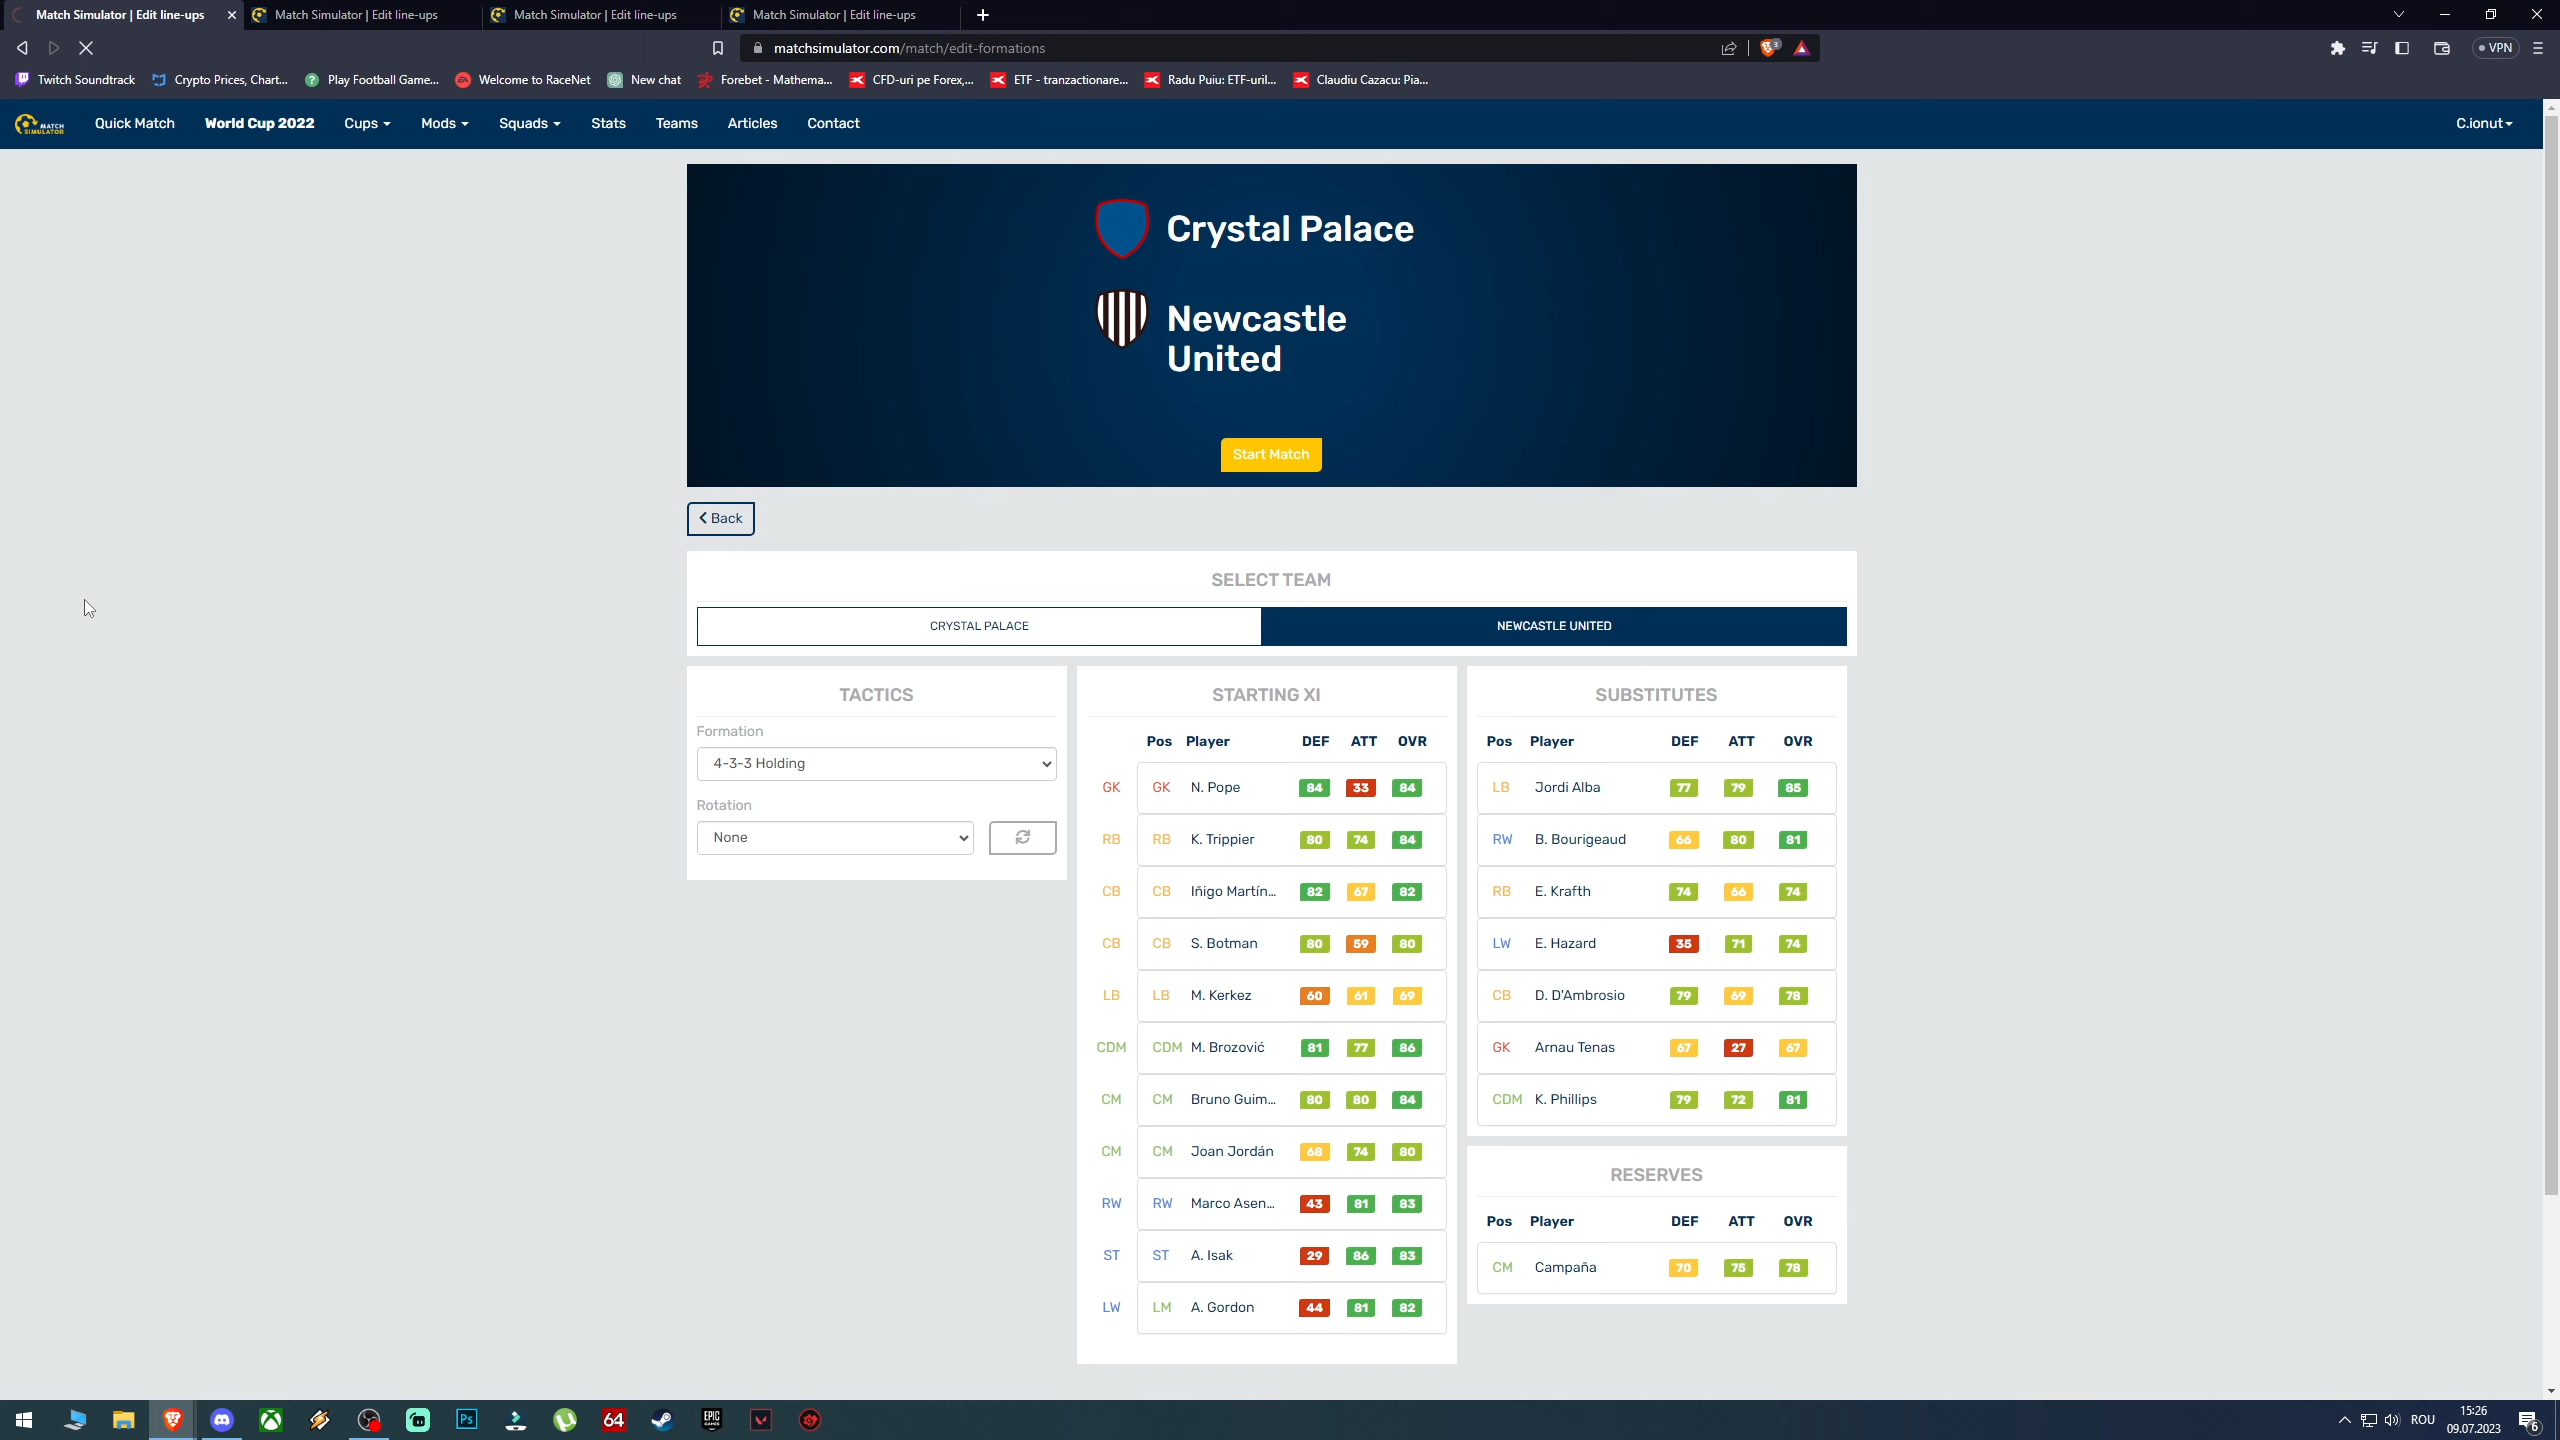 Match Simulator | Edit line-ups
Match Simulator | Edit line-ups
Match Simulator | Edit line-ups
Match Simulator | Edit line-ups
matchsimulator.com/match/edit-formations
3
VPN
Twitch Soundtrack
Crypto Prices, Chart...
Play Football Game...
Welcome to RaceNet
New chat
Forebet - Mathema...
CFD-uri pe Forex,...
ETF - tranzactionare...
Radu Puiu: ETF-uril...
Claudiu Cazacu: Pia...
MATCH SIMULATOR
Quick Match
World Cup 2022
Cups
Mods
Squads
Stats
Teams
Articles
Contact
C.ionut
Crystal Palace
Newcastle
United
Start Match
Back
SELECT TEAM
CRYSTAL PALACE
NEWCASTLE UNITED
TACTICS
Formation
4-3-3 Holding
Rotation
None
STARTING XI
Pos Player DEF ATT OVR
GK GK N. Pope 84 33 84
RB RB K. Trippier 80 74 84
CB CB Iñigo Martín... 82 67 82
CB CB S. Botman 80 59 80
LB LB M. Kerkez 60 61 69
CDM CDM M. Brozović 81 77 86
CM CM Bruno Guim... 80 80 84
CM CM Joan Jordán 68 74 80
RW RW Marco Asen... 43 81 83
ST ST A. Isak 29 86 83
LW LM A. Gordon 44 81 82
SUBSTITUTES
Pos Player DEF ATT OVR
LB Jordi Alba 77 79 85
RW B. Bourigeaud 66 80 81
RB E. Krafth 74 66 74
LW E. Hazard 35 71 74
CB D. D'Ambrosio 79 69 78
GK Arnau Tenas 67 27 67
CDM K. Phillips 79 72 81
RESERVES
Pos Player DEF ATT OVR
CM Campaña 70 75 78
Ps
64
EPIC GAMES
ROU
15:26
09.07.2023
6